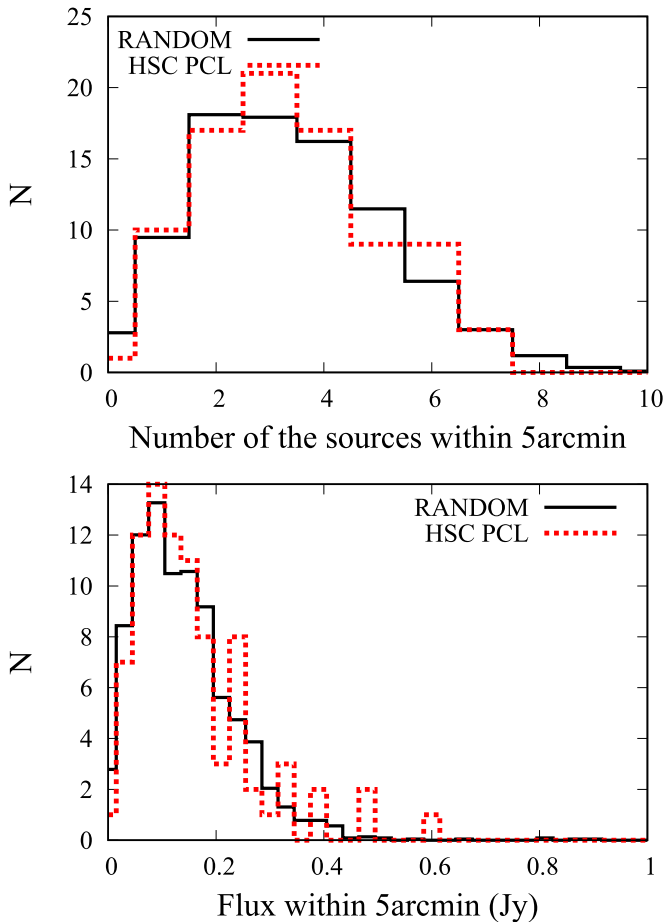 25
20
15
10
5
0
N
RANDOM
HSC PCL
0 2 4 6 8 10
Number of the sources within 5arcmin
14
12
10
8
6
4
2
0
N
RANDOM
HSC PCL
0 0.2 0.4 0.6 0.8 1
Flux within 5arcmin (Jy)